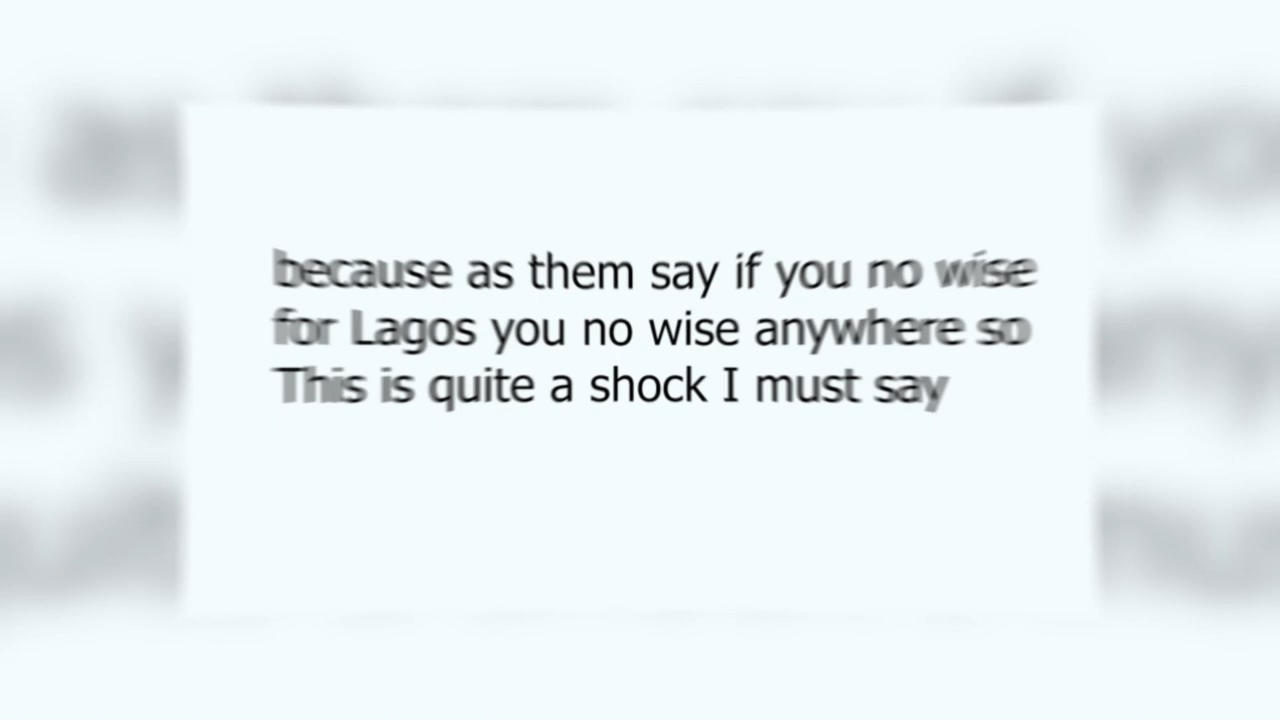 because as them say if you no wise
for Lagos you no wise anywhere so
This is quite a shock I must say